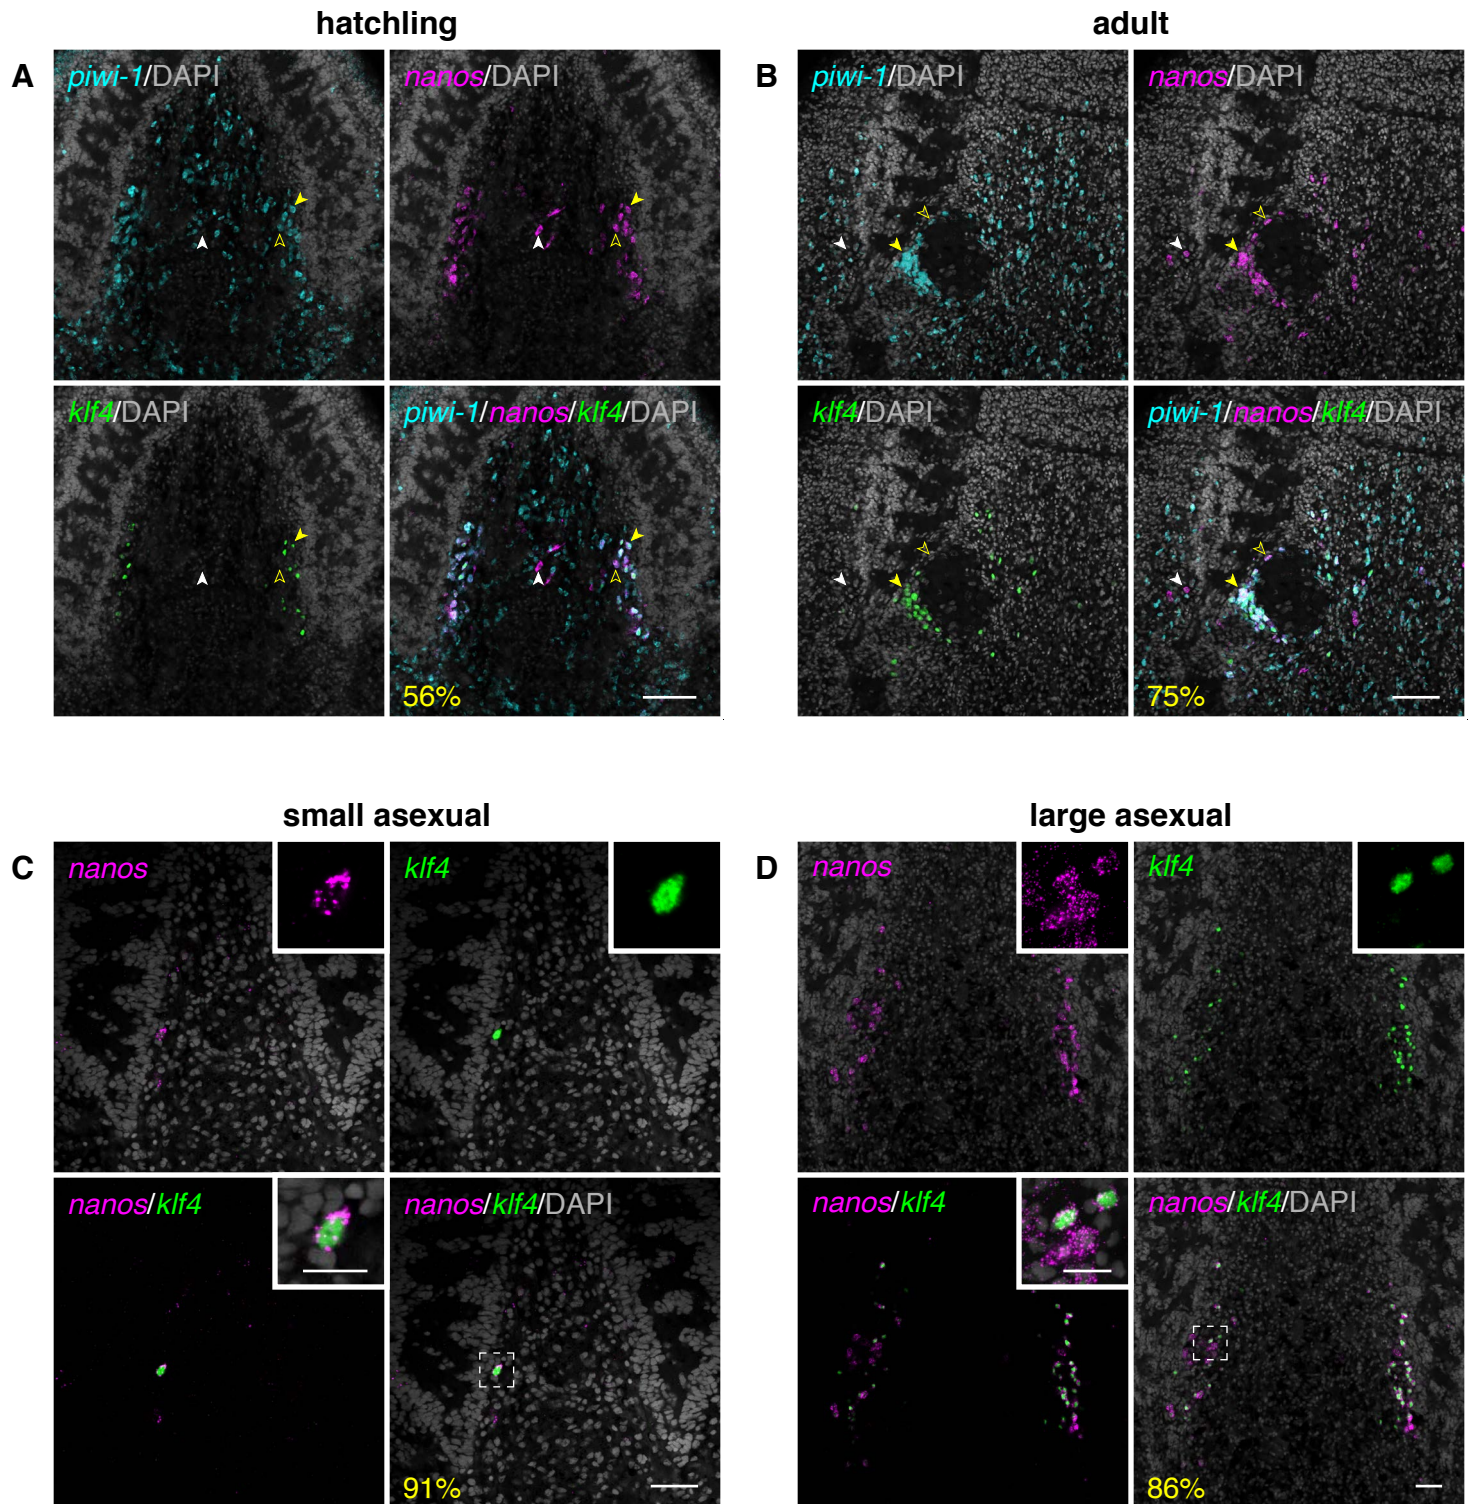 hatchling
adult
A
piwi-1/DAPI
nanos/DAPI
B
piwi-1/DAPI
nanos/DAPI
klf4/DAPI
piwi-1/nanos/klf4/DAPI
klf4/DAPI
piwi-1/nanos/klf4/DAPI
56%
75%
small asexual
large asexual
C
nanos
klf4
D
nanos
klf4
nanos/klf4
nanos/klf4/DAPI
nanos/klf4
nanos/klf4/DAPI
91%
86%